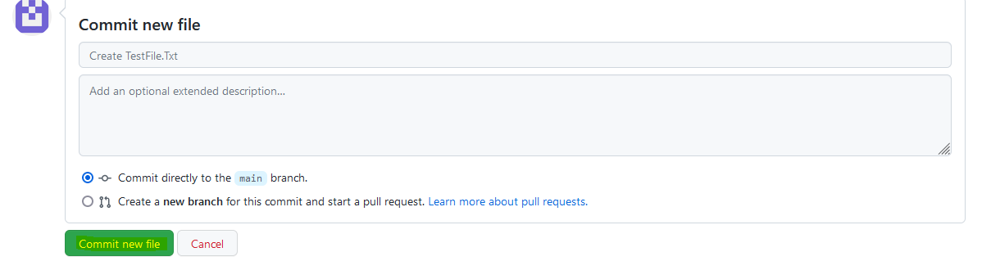 Commit new file
Create TestFile.Txt
Add an optional extended description...
Commit directly to the main branch.
Create a new branch for this commit and start a pull request. Learn more about pull requests.
Commit new file Cancel